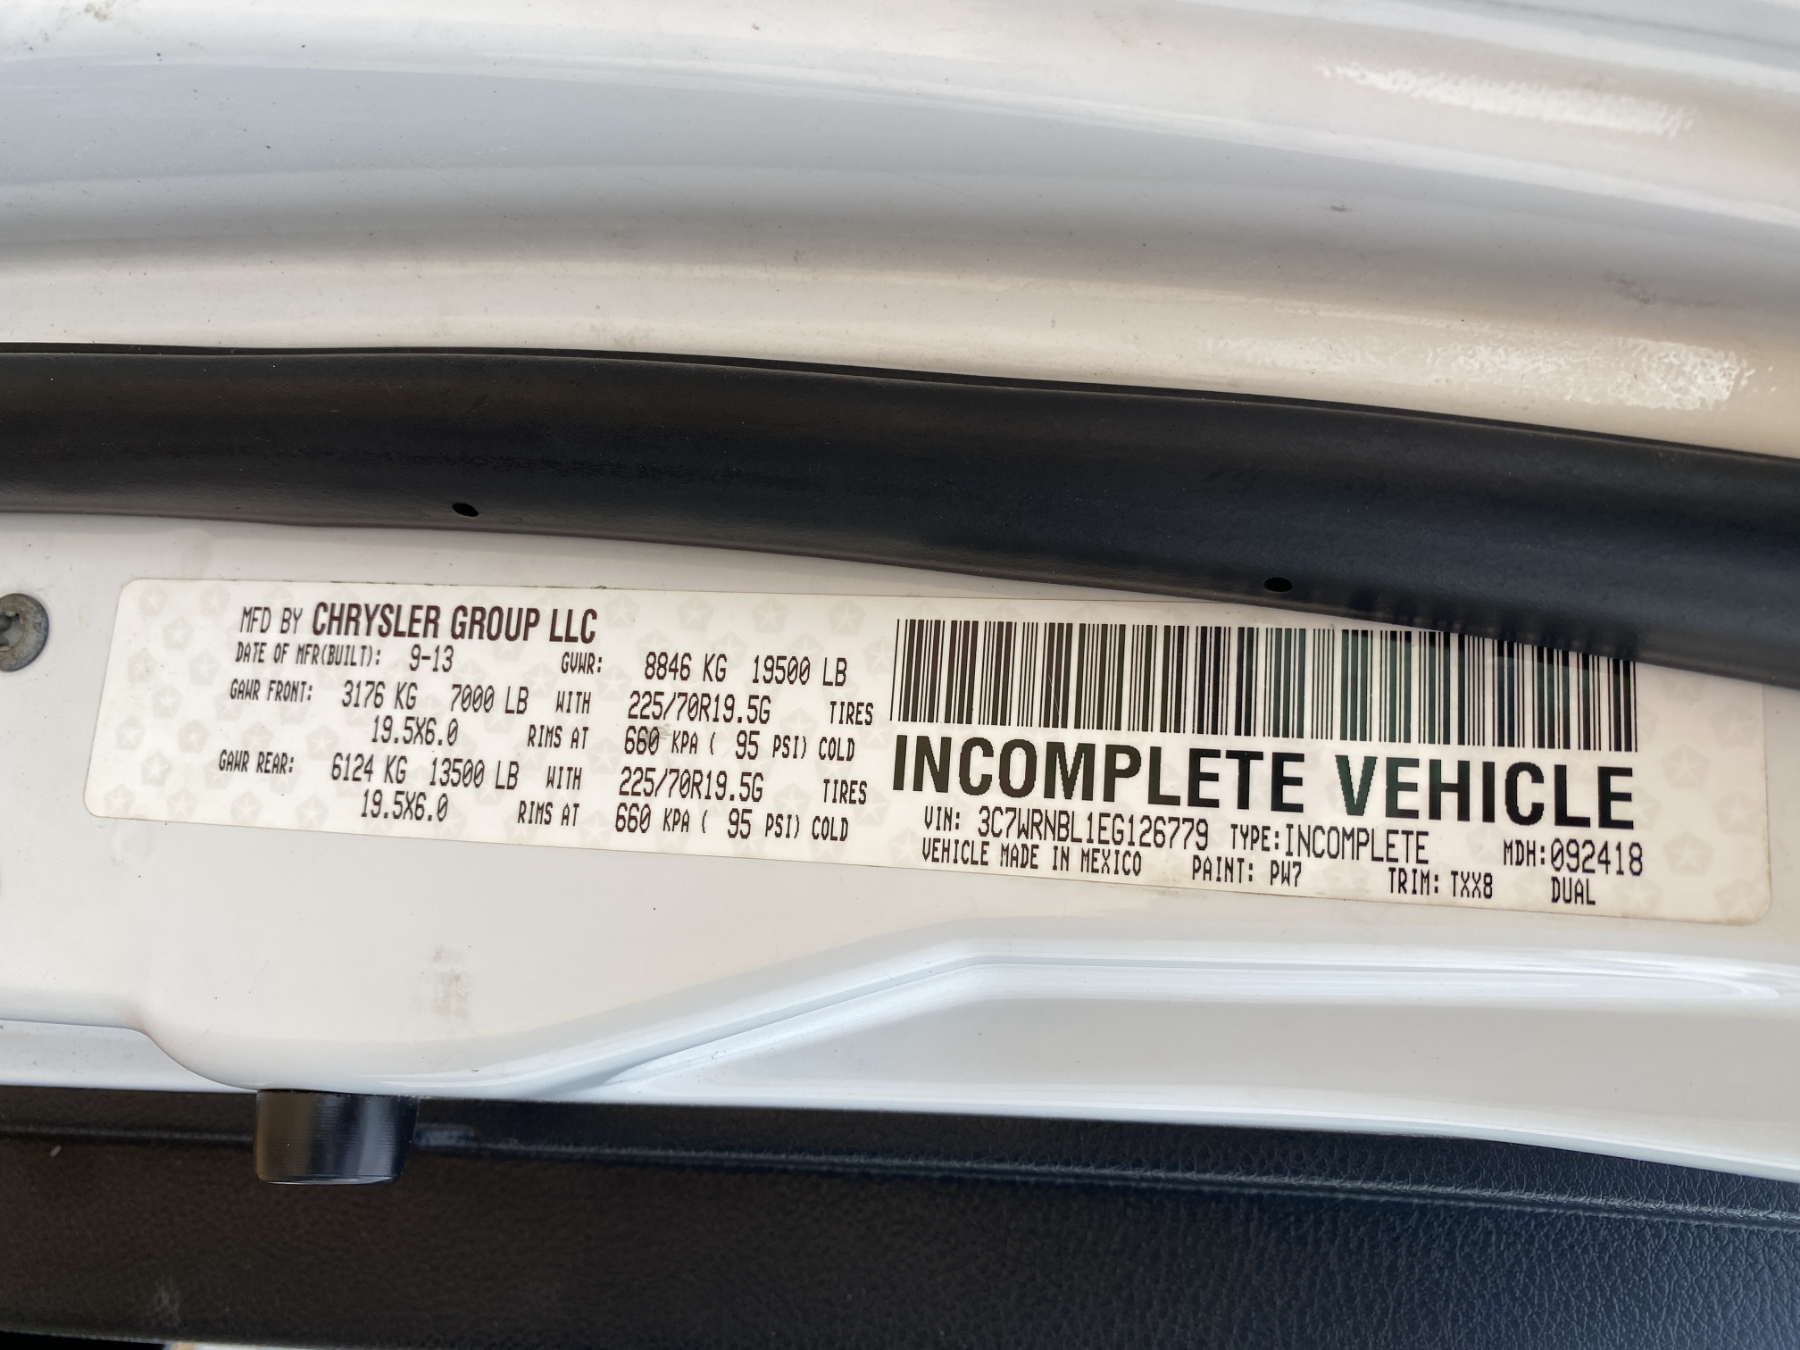 MFD BY CHRYSLER GROUP LLC
DATE OF MFR(BUILT): 9-13 GVWR: 8846 KG 19500 LB
GAWR FRONT: 3176 KG 7000 LB WITH 225/70R19.5G TIRES
19.5X6.0 RIMS AT 660 KPA ( 95 PSI) COLD
GAWR REAR: 6124 KG 13500 LB WITH 225/70R19.5G TIRES
19.5X6.0 RIMS AT 660 KPA ( 95 PSI) COLD
INCOMPLETE VEHICLE
VIN: 3C7WRNBL1EG126779 TYPE:INCOMPLETE MDH:092418
VEHICLE MADE IN MEXICO PAINT: PW7 TRIM: TXX8 DUAL